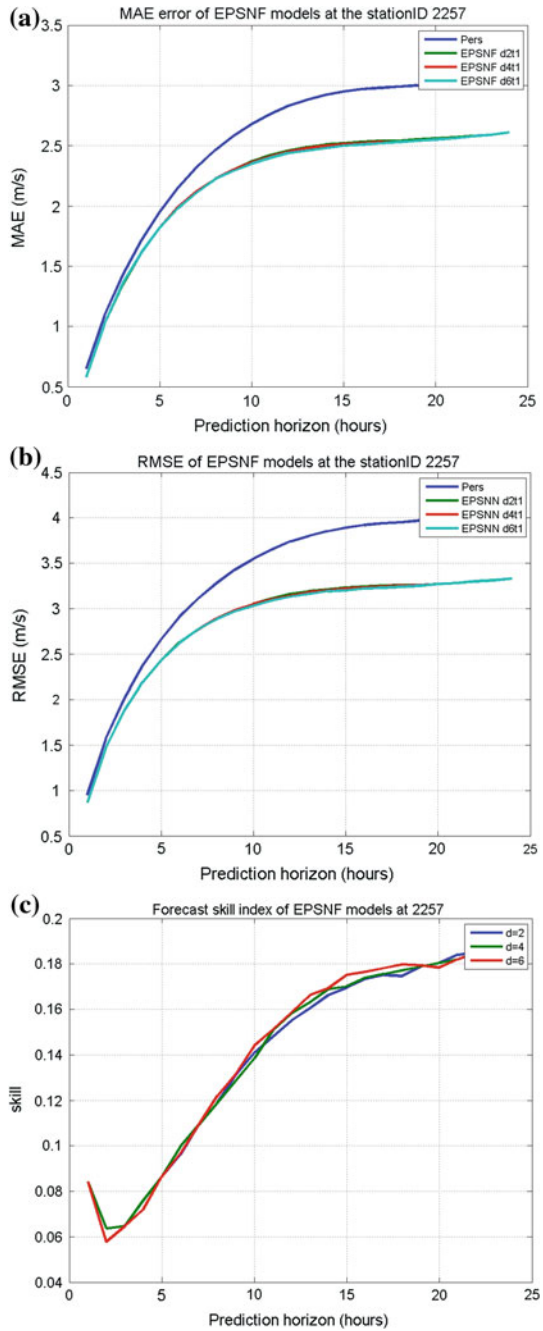 (a)
MAE error of EPSNF models at the stationID 2257
Pers
EPSNF d2t1
EPSNF d4t1
EPSNF d6t1
3.5
3
2.5
2
1.5
1
0.5
MAE (m/s)
0 5 10 15 20 25
Prediction horizon (hours)
(b)
RMSE of EPSNF models at the stationID 2257
Pers
EPSNN d2t1
EPSNN d4t1
EPSNN d6t1
4.5
4
3.5
3
2.5
2
1.5
1
0.5
RMSE (m/s)
0 5 10 15 20 25
Prediction horizon (hours)
(c)
Forecast skill index of EPSNF models at 2257
d=2
d=4
d=6
0.2
0.18
0.16
0.14
0.12
0.1
0.08
0.06
0.04
skill
0 5 10 15 20 25
Prediction horizon (hours)